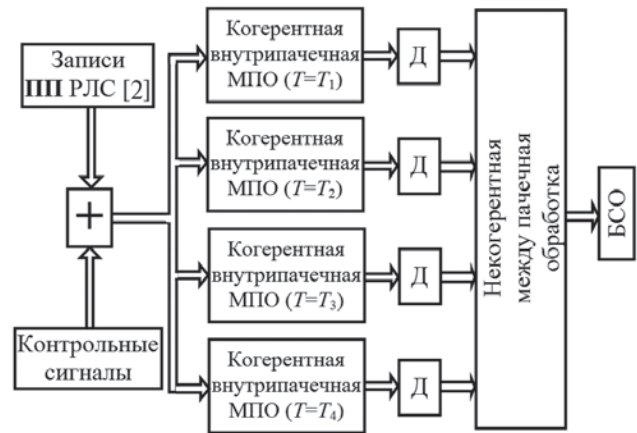 Записи
ПП РЛС [2]
+
Контрольные
сигналы
Когерентная
внутрипачечная
МПО (T=T₁)
Д
Когерентная
внутрипачечная
МПО (T=T₂)
Д
Когерентная
внутрипачечная
МПО (T=T₃)
Д
Когерентная
внутрипачечная
МПО (T=T₄)
Д
Некогерентная
между пачечная
обработка
БСО